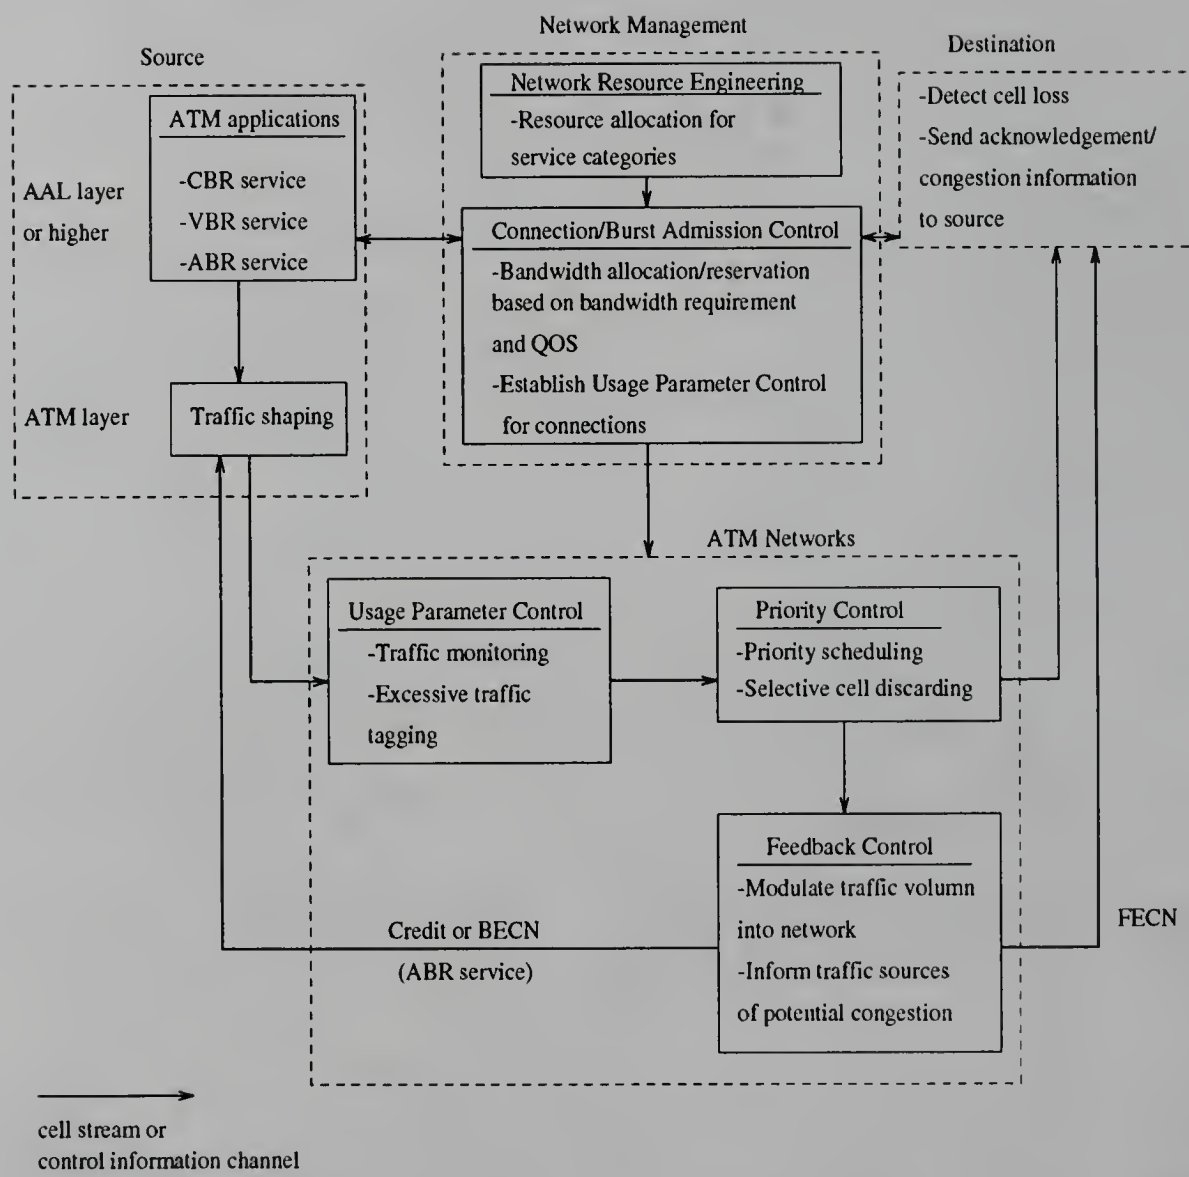 Network Management
Source
Destination
ATM applications
-CBR service
-VBR service
-ABR service
AAL layer
or higher
ATM layer
Traffic shaping
Network Resource Engineering
-Resource allocation for
service categories
Connection/Burst Admission Control
-Bandwidth allocation/reservation
based on bandwidth requirement
and QOS
-Establish Usage Parameter Control
for connections
-Detect cell loss
-Send acknowledgement/
congestion information
to source
ATM Networks
Usage Parameter Control
-Traffic monitoring
-Excessive traffic
tagging
Priority Control
-Priority scheduling
-Selective cell discarding
Feedback Control
-Modulate traffic volumn
into network
-Inform traffic sources
of potential congestion
Credit or BECN
(ABR service)
FECN
cell stream or
control information channel